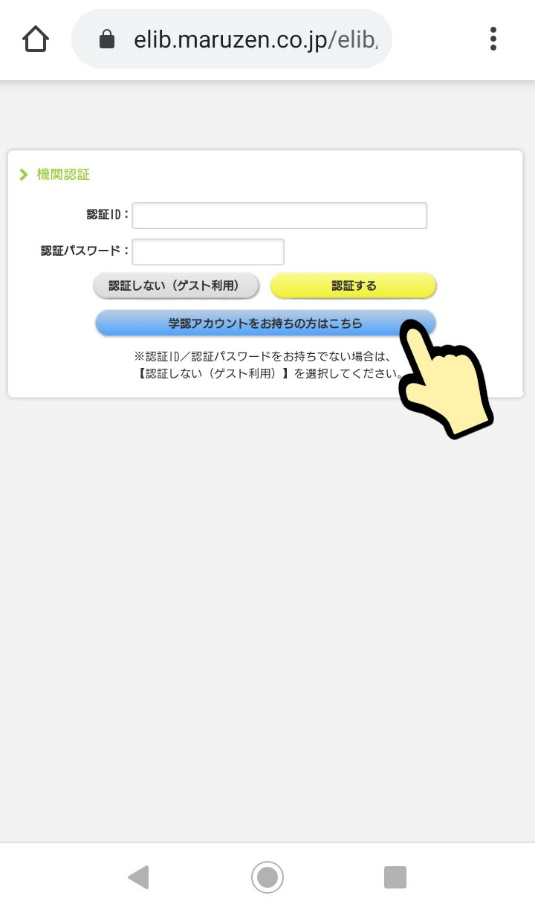 elib.maruzen.co.jp/elib
機関認証
認証ID：
認証パスワード：
認証しない（ゲスト利用）
認証する
学認アカウントをお持ちの方はこちら
※認証ID／認証パスワードをお持ちでない場合は、
【認証しない（ゲスト利用）】を選択してください。